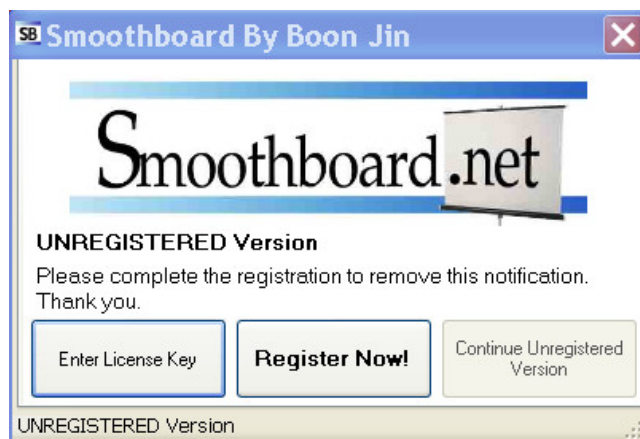 SB Smoothboard By Boon Jin
Smoothboard.net
UNREGISTERED Version
Please complete the registration to remove this notification.
Thank you.
Enter License Key
Register Now!
Continue Unregistered
Version
UNREGISTERED Version